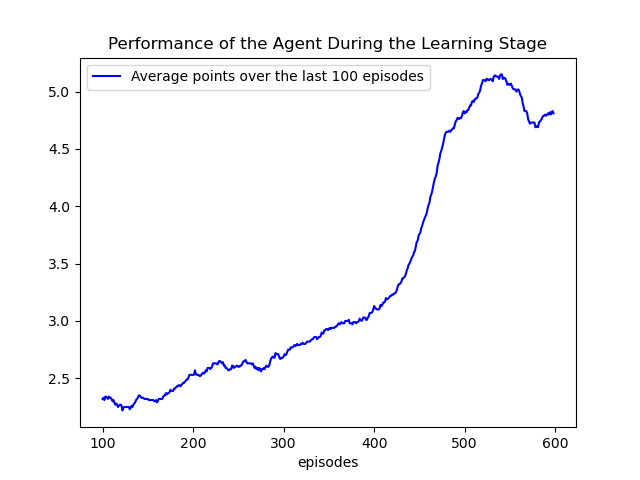 Performance of the Agent During the Learning Stage
Average points over the last 100 episodes
5.0
4.5
4.0
3.5
3.0
2.5
100 200 300 400 500 600
episodes